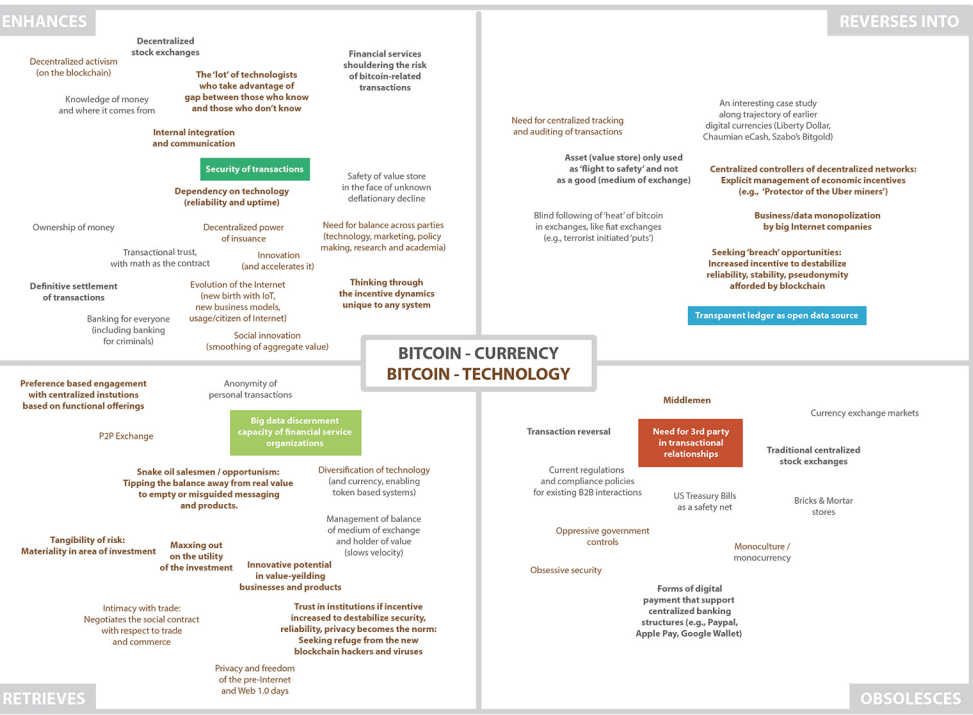 ENHANCES
Decentralized
stock exchanges
Decentralized activism
(on the blockchain)
Financial services
shouldering the risk
of bitcoin-related
transactions
The 'lot' of technologists
who take advantage of
gap between those who know
and those who don't know
Knowledge of money
and where it comes from
Internal integration
and communication
Security of transactions
Safety of value store
in the face of unknown
deflationary decline
Dependency on technology
(reliability and uptime)
Ownership of money
Decentralized power
of insuance
Need for balance across parties
(technology, marketing, policy
making, research and academia)
Transactional trust,
with math as the contract
Innovation
(and accelerates it)
Definitive settlement
of transactions
Evolution of the Internet
(new birth with IoT,
new business models,
usage/citizen of Internet)
Thinking through
the incentive dynamics
unique to any system
Banking for everyone
(including banking
for criminals)
Social innovation
(smoothing of aggregate value)
REVERSES INTO
An interesting case study
along trajectory of earlier
digital currencies (Liberty Dollar,
Chaumian eCash, Szabo's Bitgold)
Need for centralized tracking
and auditing of transactions
Asset (value store) only used
as 'flight to safety' and not
as a good (medium of exchange)
Centralized controllers of decentralized networks:
Explicit management of economic incentives
(e.g., 'Protector of the Uber miners')
Blind following of 'heat' of bitcoin
in exchanges, like fiat exchanges
(e.g., terrorist initiated 'puts')
Business/data monopolization
by big Internet companies
Seeking 'breach' opportunities:
Increased incentive to destabilize
reliability, stability, pseudonymity
afforded by blockchain
Transparent ledger as open data source
BITCOIN - CURRENCY
BITCOIN - TECHNOLOGY
Preference based engagement
with centralized instutions
based on functional offerings
Anonymity of
personal transactions
Big data discernment
capacity of financial service
organizations
P2P Exchange
Snake oil salesmen / opportunism:
Tipping the balance away from real value
to empty or misguided messaging
and products.
Diversification of technology
(and currency, enabling
token based systems)
Management of balance
of medium of exchange
and holder of value
(slows velocity)
Tangibility of risk:
Materiality in area of investment
Maxxing out
on the utility
of the investment
Innovative potential
in value-yeilding
businesses and products
Intimacy with trade:
Negotiates the social contract
with respect to trade
and commerce
Trust in institutions if incentive
increased to destabilize security,
reliability, privacy becomes the norm:
Seeking refuge from the new
blockchain hackers and viruses
Privacy and freedom
of the pre-Internet
and Web 1.0 days
RETRIEVES
Middlemen
Currency exchange markets
Transaction reversal
Need for 3rd party
in transactional
relationships
Traditional centralized
stock exchanges
Current regulations
and compliance policies
for existing B2B interactions
US Treasury Bills
as a safety net
Bricks & Mortar
stores
Oppressive government
controls
Monoculture /
monocurrency
Obsessive security
Forms of digital
payment that support
centralized banking
structures (e.g., Paypal,
Apple Pay, Google Wallet)
OBSOLESCES